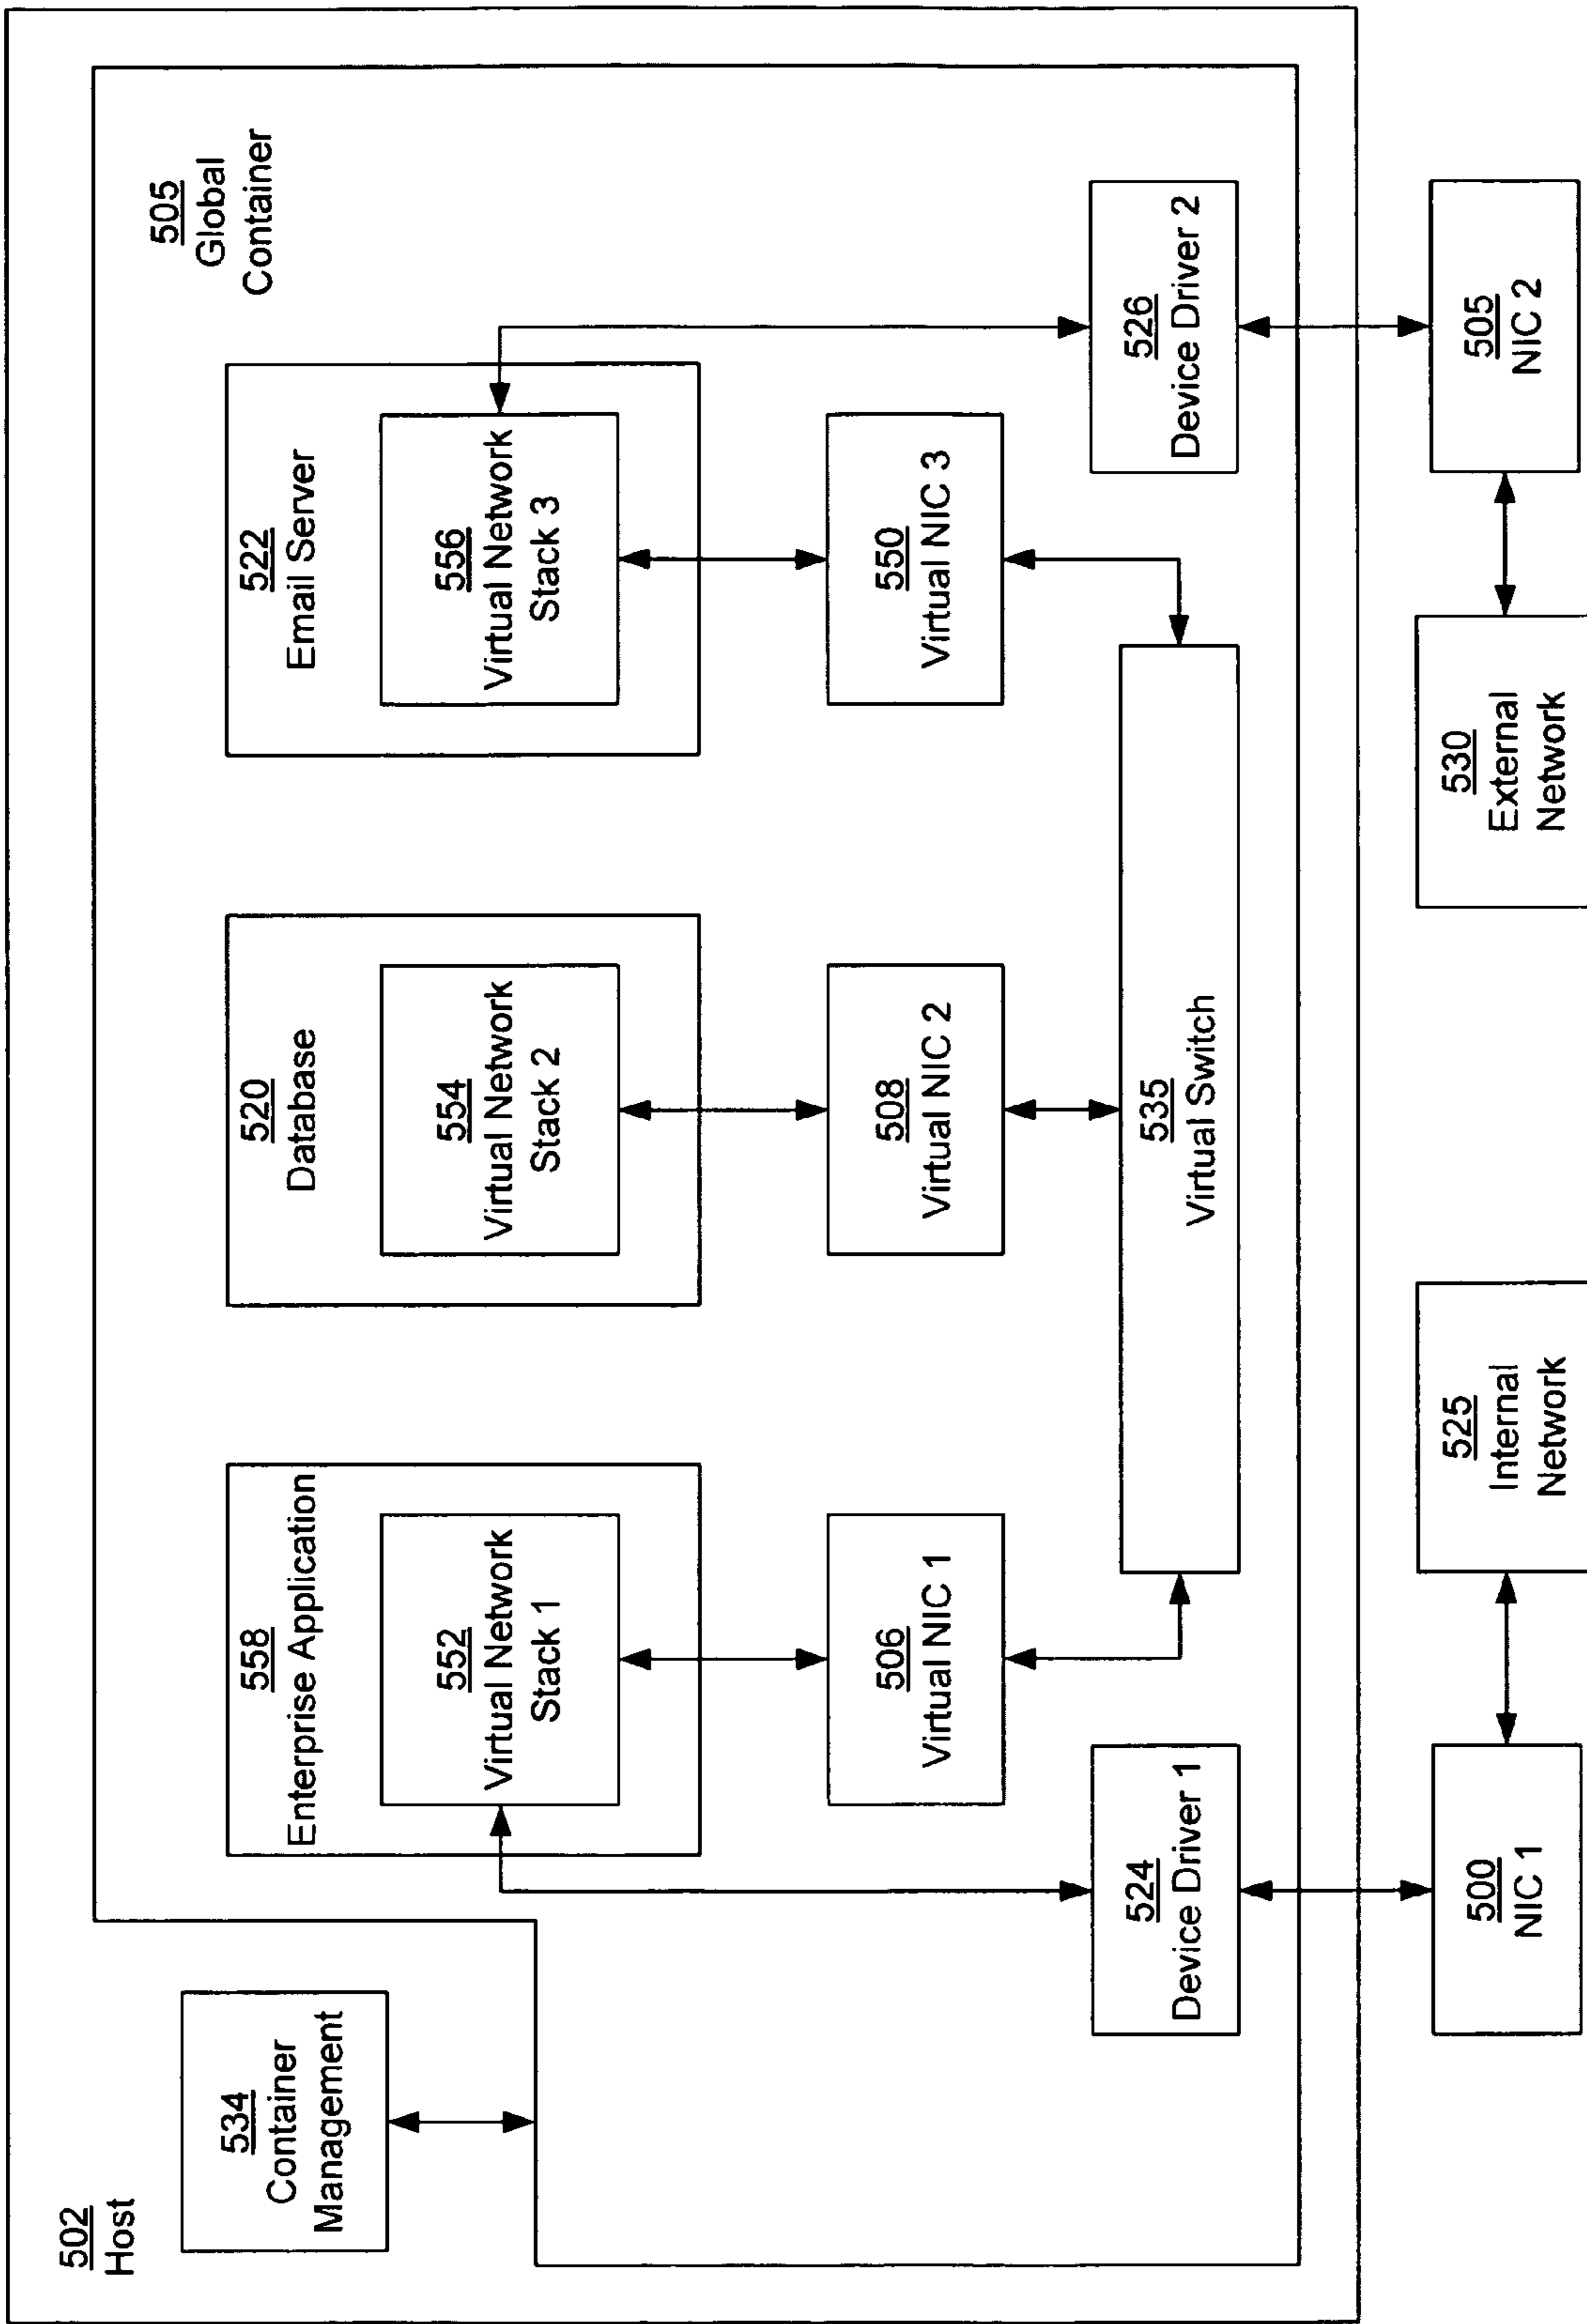 502
Host
534
Container
Management
505
Global
Container
558
Enterprise Application
552
Virtual Network
Stack 1
520
Database
554
Virtual Network
Stack 2
522
Email Server
556
Virtual Network
Stack 3
506
Virtual NIC 1
508
Virtual NIC 2
550
Virtual NIC 3
524
Device Driver 1
535
Virtual Switch
526
Device Driver 2
500
NIC 1
525
Internal
Network
530
External
Network
505
NIC 2